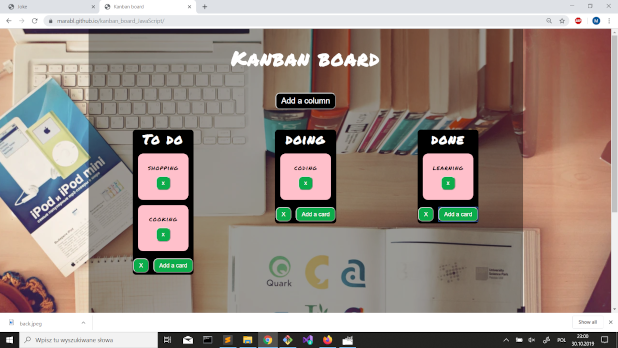 kanban board
marabl.github.io/kanban_board_JavaScript/
Kanban board
Add a column
To do
doing
done
shopping
X
coding
X
learning
X
cooking
X
X Add a card
X Add a card
X Add a card
iPod и iPod mini
Quark
back.jpeg
Show all
Wpisz tu wyszukiwane słowa
POL
23:00
30.10.2019